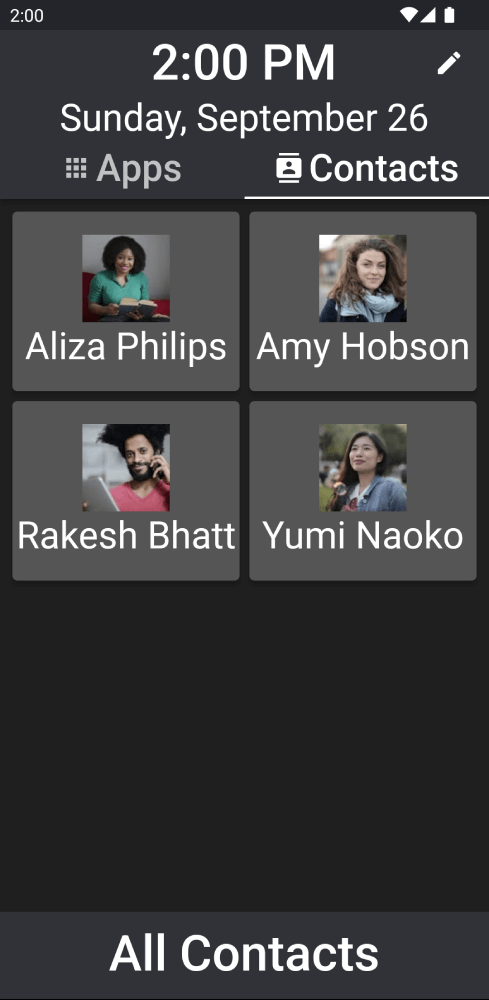 2:00
2:00 PM
Sunday, September 26
Apps
Contacts
Aliza Philips
Amy Hobson
Rakesh Bhatt
Yumi Naoko
All Contacts